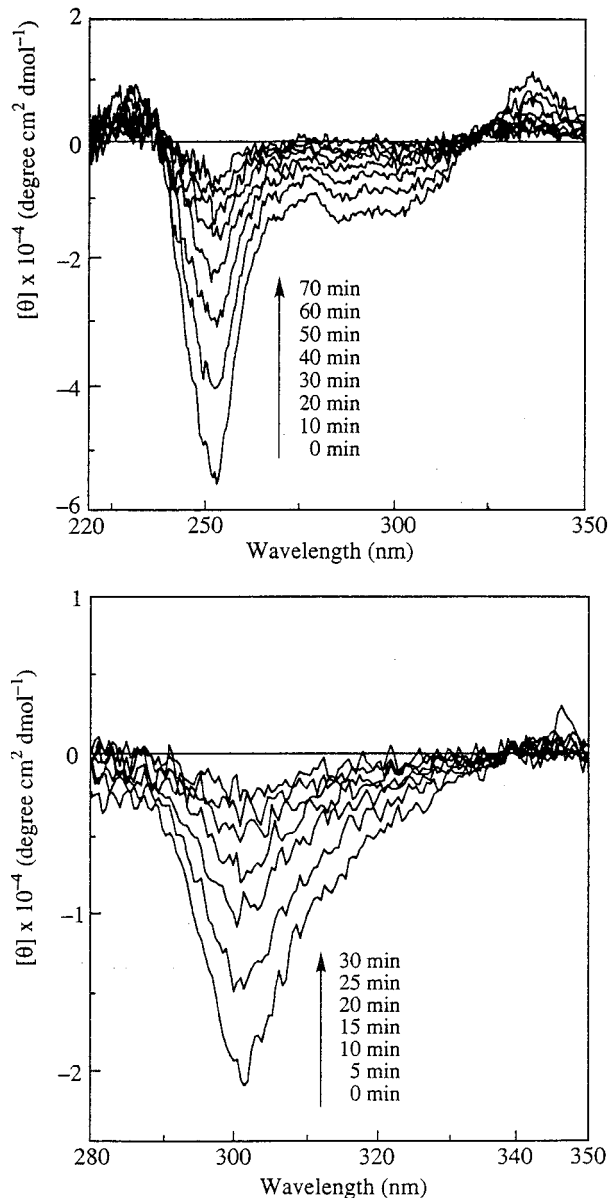 2
0
−2
−4
−6
220
250
300
350
[θ] x 10⁻⁴ (degree cm² dmol⁻¹)
70 min
60 min
50 min
40 min
30 min
20 min
10 min
0 min
Wavelength (nm)
1
0
−1
−2
280
300
320
340
350
[θ] x 10⁻⁴ (degree cm² dmol⁻¹)
30 min
25 min
20 min
15 min
10 min
5 min
0 min
Wavelength (nm)